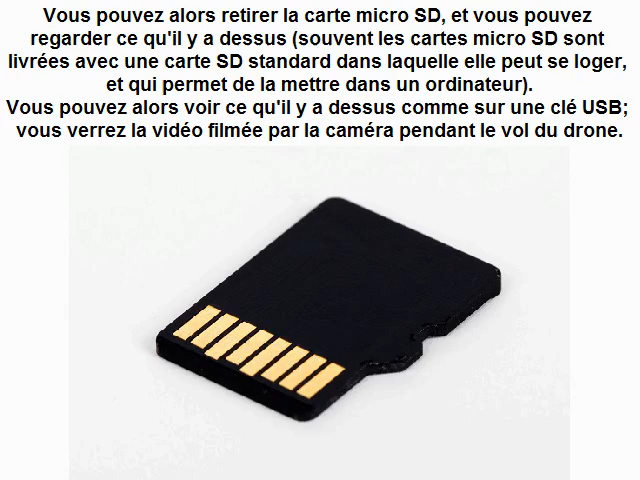 Vous pouvez alors retirer la carte micro SD, et vous pouvez
regarder ce qu'il y a dessus (souvent les cartes micro SD sont
livrées avec une carte SD standard dans laquelle elle peut se loger,
et qui permet de la mettre dans un ordinateur).
Vous pouvez alors voir ce qu'il y a dessus comme sur une clé USB;
vous verrez la vidéo filmée par la caméra pendant le vol du drone.